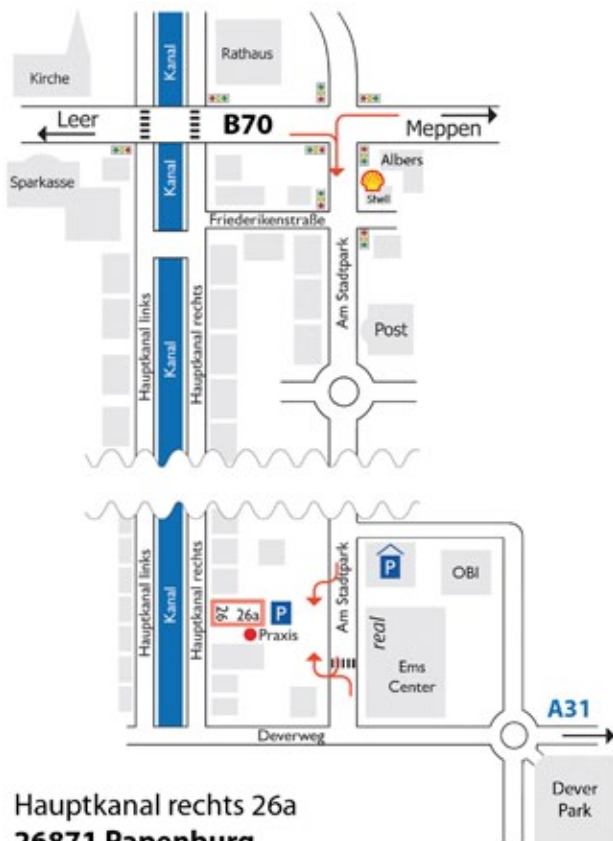 Kirche
Kanal
Rathaus
Leer
B70
Meppen
Sparkasse
Kanal
Albers
Shell
Friederikenstraße
Hauptkanal links
Kanal
Hauptkanal rechts
Am Stadtpark
Post
Hauptkanal links
Kanal
Hauptkanal rechts
26 26a
P
Praxis
Am Stadtpark
P
OBI
real
Ems
Center
Deverweg
A31
Dever
Park
Hauptkanal rechts 26a
26871 Papenburg